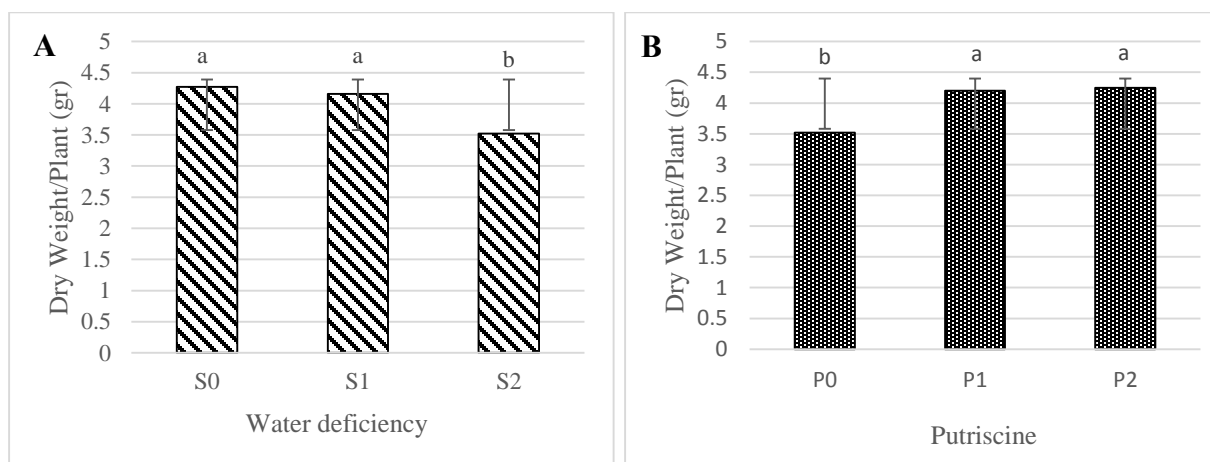 A
Dry Weight/Plant (gr)
5
4.5
4
3.5
3
2.5
2
1.5
1
0.5
0
a
a
b
S0
S1
S2
Water deficiency
B
Dry Weight/Plant (gr)
5
4.5
4
3.5
3
2.5
2
1.5
1
0.5
0
b
a
a
P0
P1
P2
Putriscine